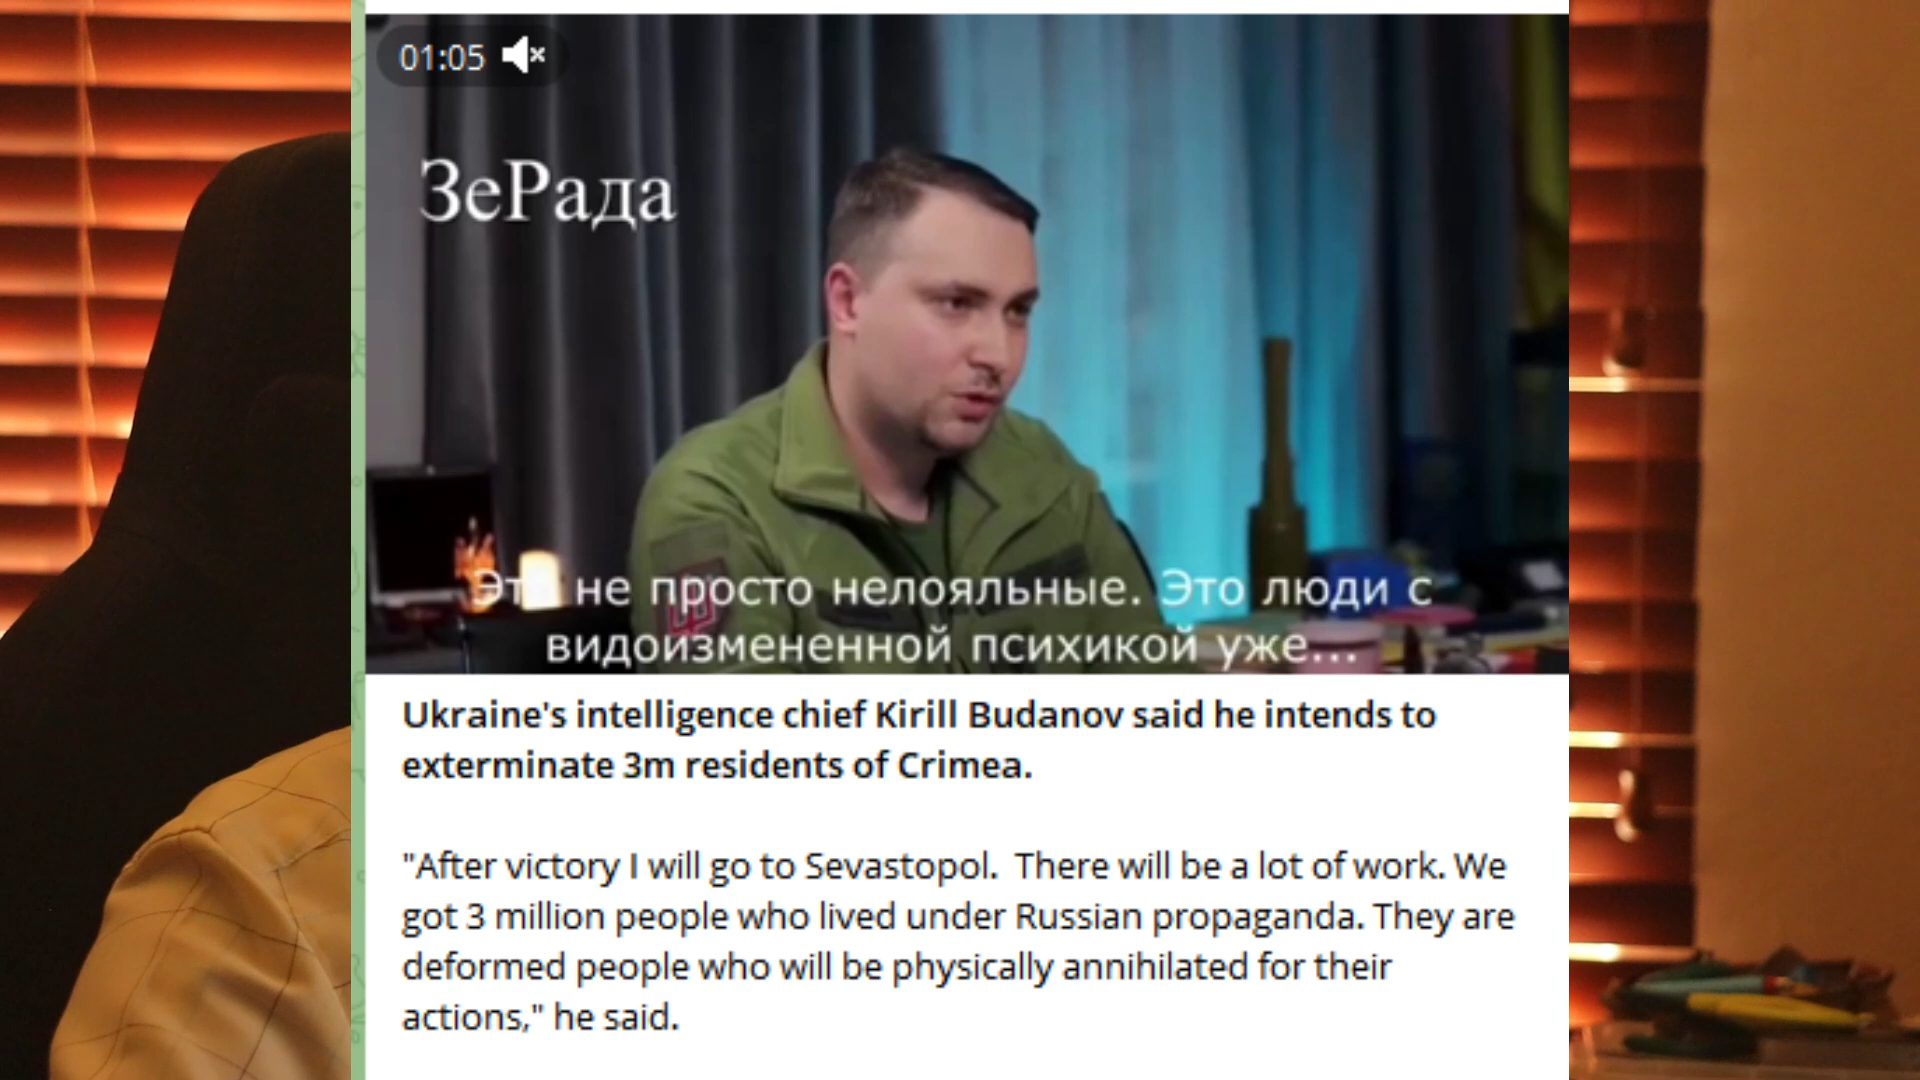 01:05
ЗеРада
Это не просто нелояльные. Это люди с
видоизмененной психикой уже...
Ukraine's intelligence chief Kirill Budanov said he intends to
exterminate 3m residents of Crimea.
"After victory I will go to Sevastopol.  There will be a lot of work. We
got 3 million people who lived under Russian propaganda. They are
deformed people who will be physically annihilated for their
actions," he said.